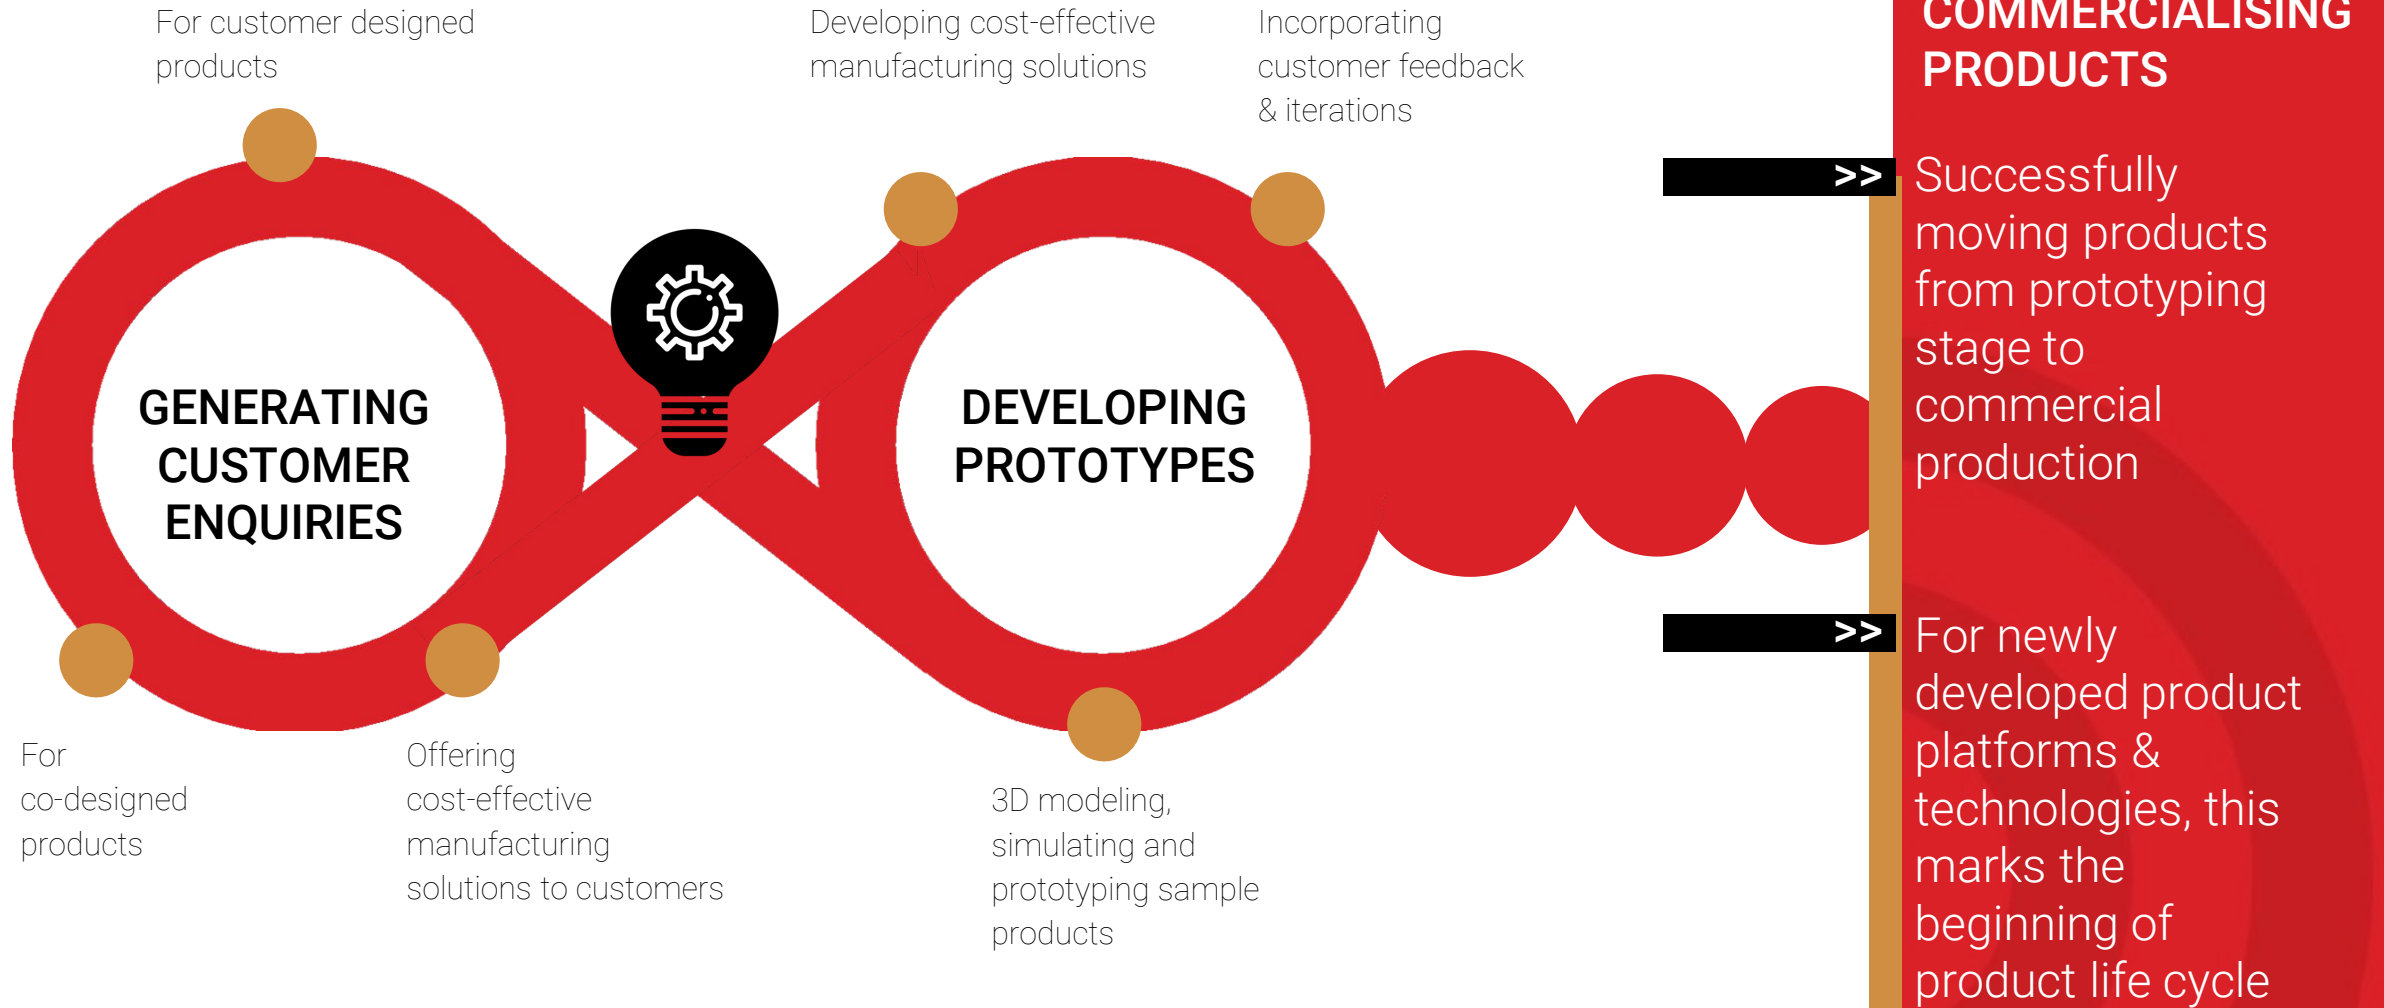 For customer designed
products
Developing cost-effective
manufacturing solutions
Incorporating
customer feedback
& iterations
GENERATING
CUSTOMER
ENQUIRIES
DEVELOPING
PROTOTYPES
For
co-designed
products
Offering
cost-effective
manufacturing
solutions to customers
3D modeling,
simulating and
prototyping sample
products
COMMERCIALISING
PRODUCTS
>> Successfully
moving products
from prototyping
stage to
commercial
production
>> For newly
developed product
platforms &
technologies, this
marks the
beginning of
product life cycle